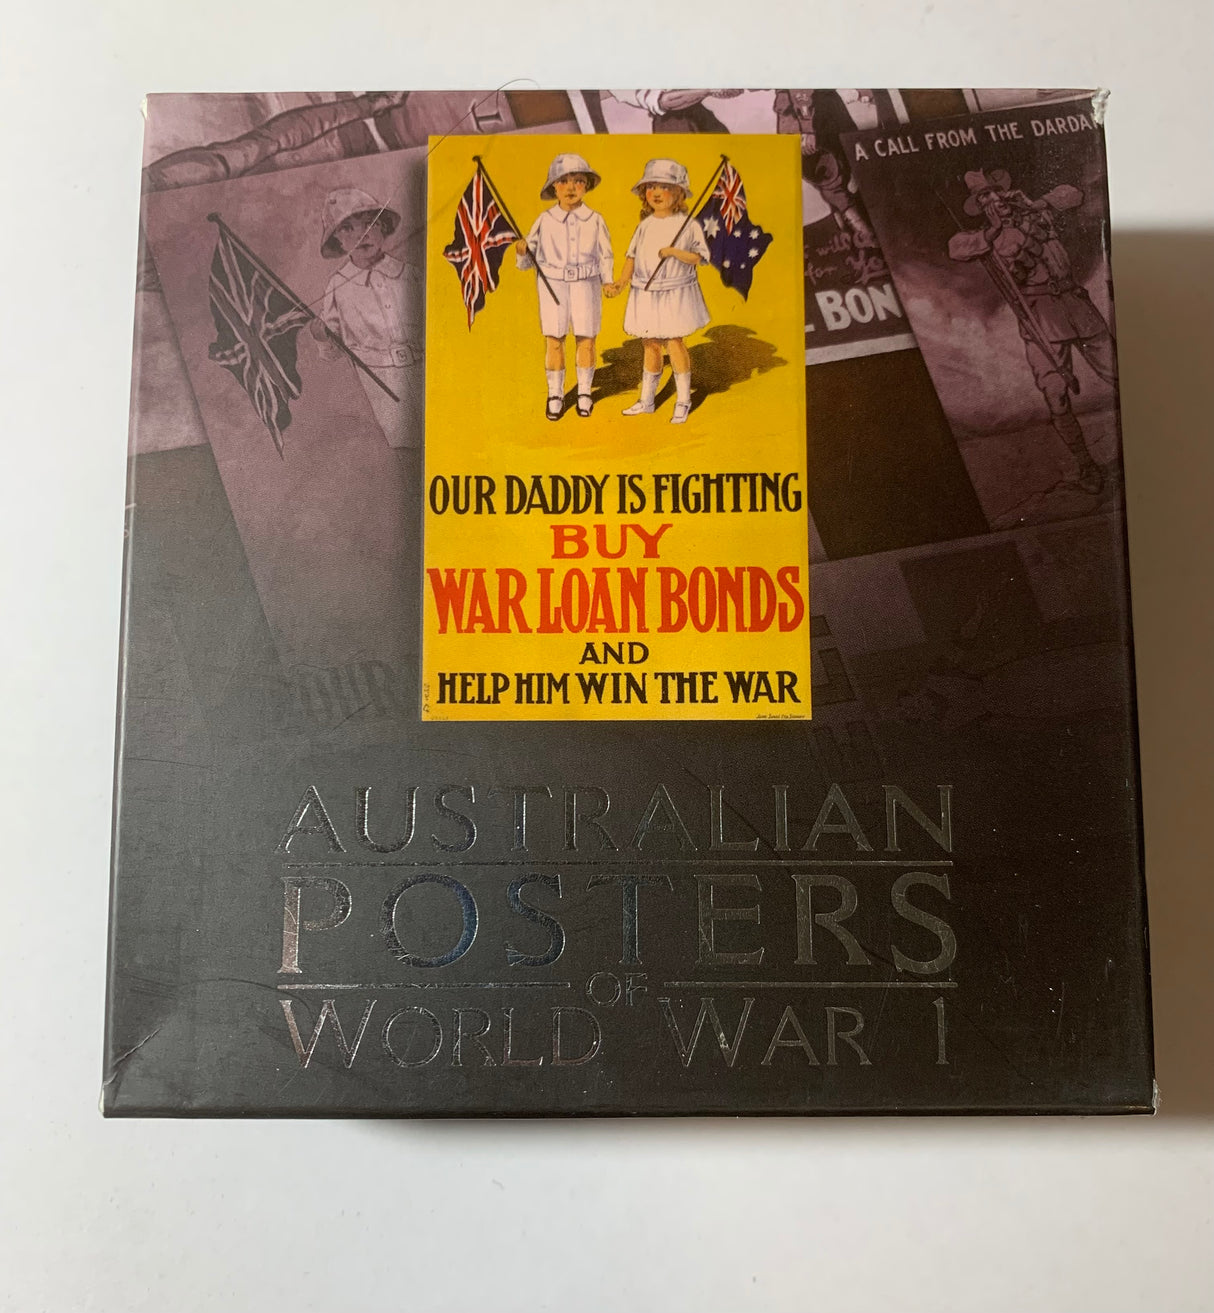 A CALL FROM THE DARDA
BON
OUR DADDY IS FIGHTING
BUY
WAR LOAN BONDS
AND
HELP HIM WIN THE WAR
AUSTRALIAN
POSTERS
OF
WORLD WAR 1